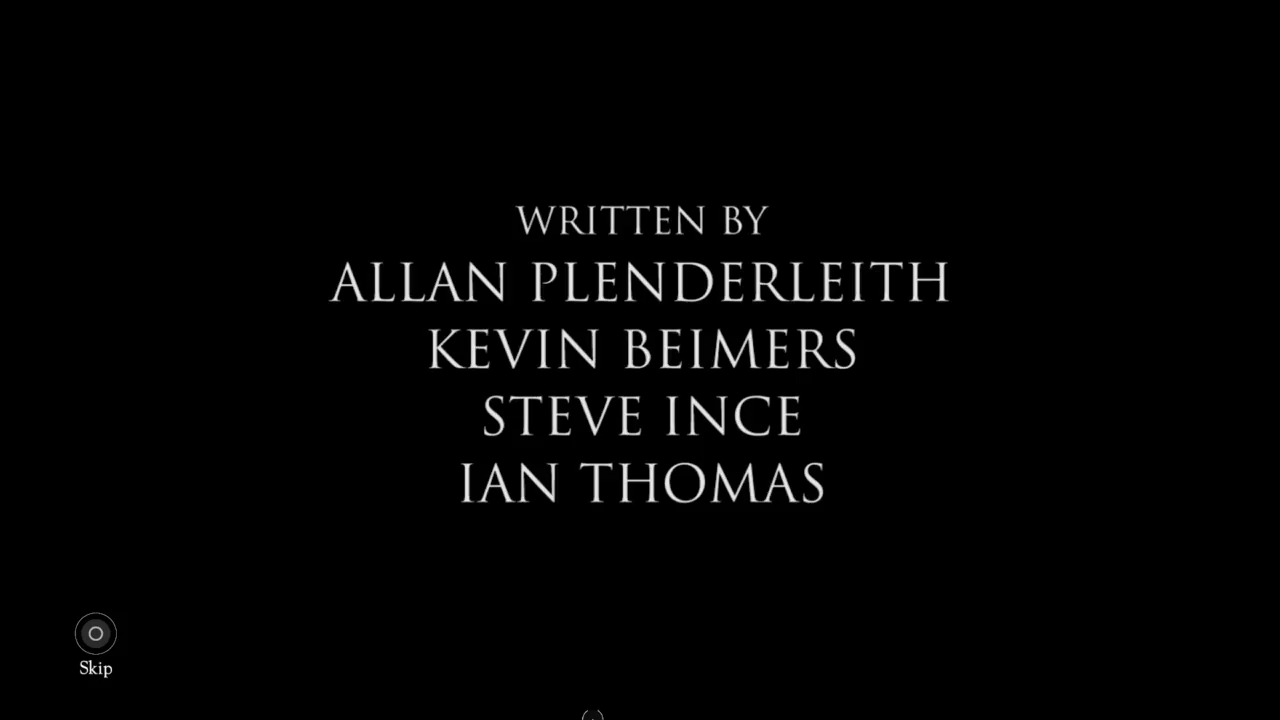 WRITTEN BY
ALLAN PLENDERLEITH
KEVIN BEIMERS
STEVE INCE
IAN THOMAS
Skip